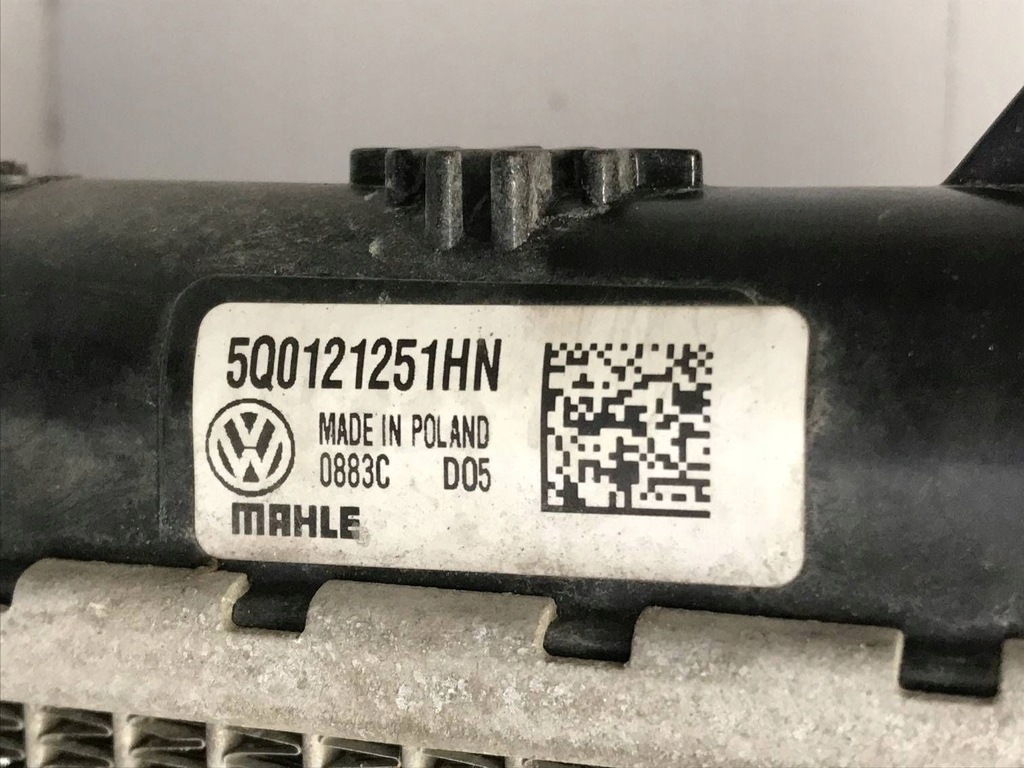 5Q0121251HN
MADE IN POLAND
0883C D05
MAHLE